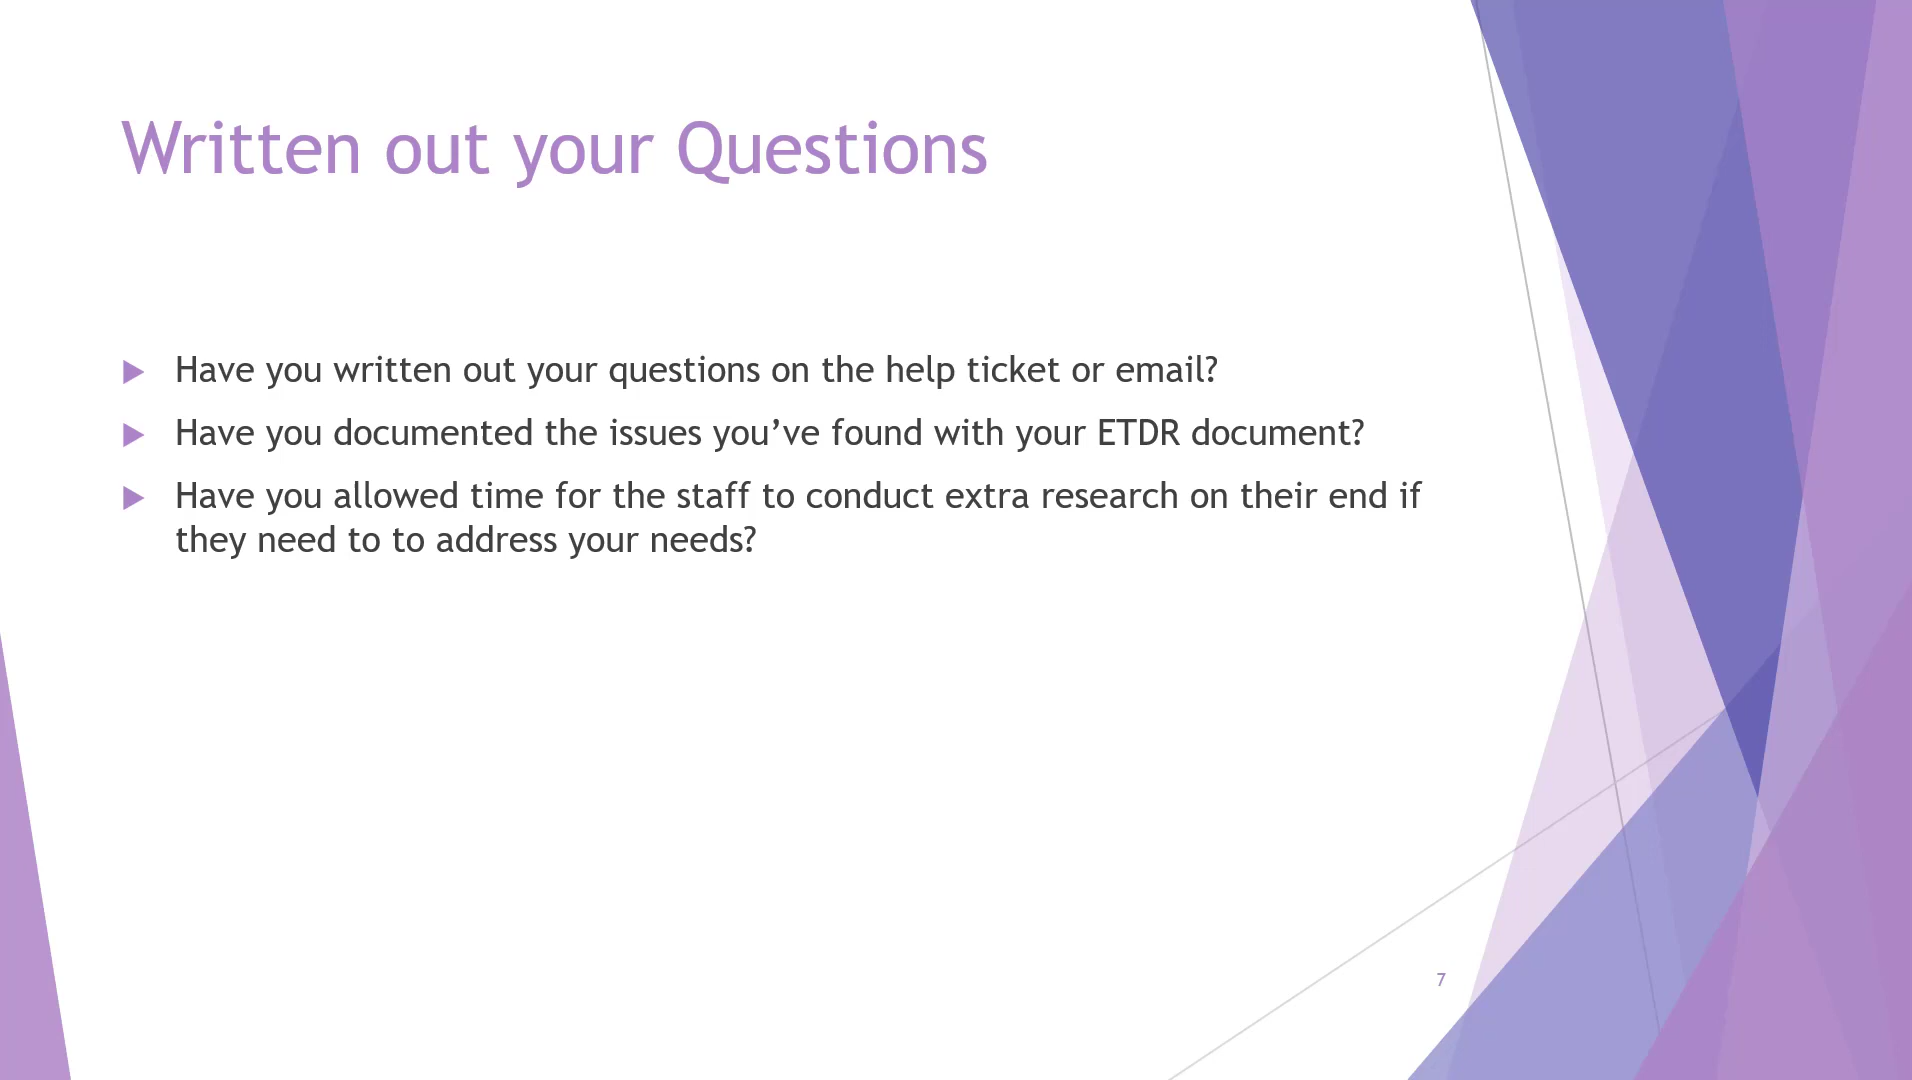 Written out your Questions
Have you written out your questions on the help ticket or email?
Have you documented the issues you’ve found with your ETDR document?
Have you allowed time for the staff to conduct extra research on their end if
they need to to address your needs?
7